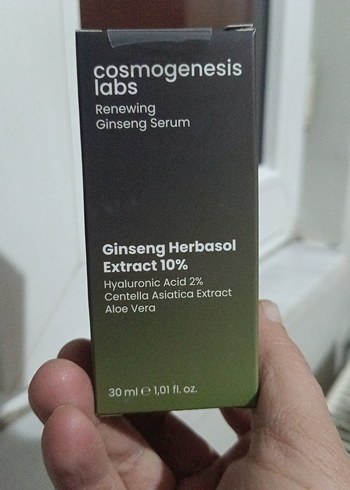 cosmogenesis
labs
Renewing
Ginseng Serum
Ginseng Herbasol
Extract 10%
Hyaluronic Acid 2%
Centella Asiatica Extract
Aloe Vera
30 ml ℮ 1,01 fl. oz.